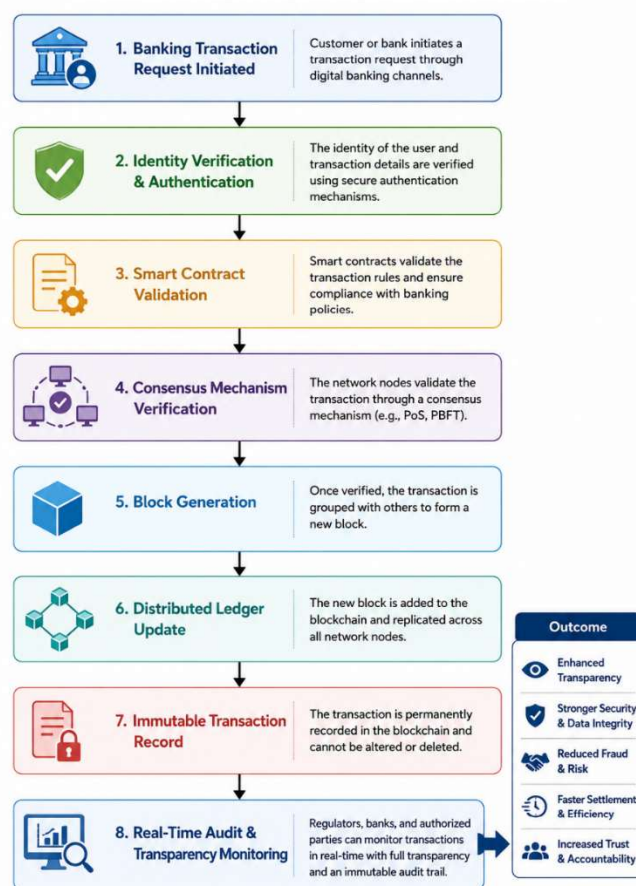 1. Banking Transaction
Request Initiated
Customer or bank initiates a
transaction request through
digital banking channels.
2. Identity Verification
& Authentication
The identity of the user and
transaction details are verified
using secure authentication
mechanisms.
3. Smart Contract
Validation
Smart contracts validate the
transaction rules and ensure
compliance with banking
policies.
4. Consensus Mechanism
Verification
The network nodes validate the
transaction through a consensus
mechanism (e.g., PoS, PBFT).
5. Block Generation
Once verified, the transaction is
grouped with others to form a
new block.
6. Distributed Ledger
Update
The new block is added to the
blockchain and replicated across
all network nodes.
7. Immutable Transaction
Record
The transaction is permanently
recorded in the blockchain and
cannot be altered or deleted.
8. Real-Time Audit &
Transparency Monitoring
Regulators, banks, and authorized
parties can monitor transactions
in real-time with full transparency
and an immutable audit trail.
Outcome
Enhanced
Transparency
Stronger Security
& Data Integrity
Reduced Fraud
& Risk
Faster Settlement
& Efficiency
Increased Trust
& Accountability